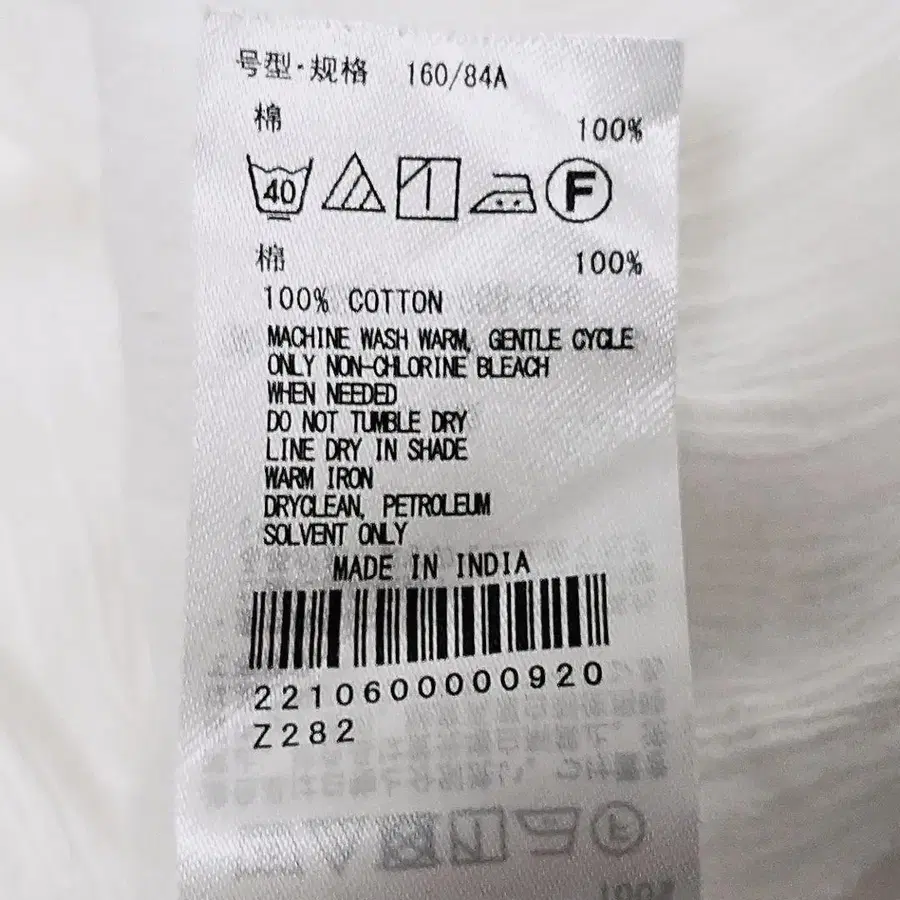 号型·规格 160/84A
棉 100%
40 F
棉 100%
100% COTTON
MACHINE WASH WARM, GENTLE CYCLE
ONLY NON-CHLORINE BLEACH
WHEN NEEDED
DO NOT TUMBLE DRY
LINE DRY IN SHADE
WARM IRON
DRYCLEAN, PETROLEUM
SOLVENT ONLY
MADE IN INDIA
2210600000920
Z282